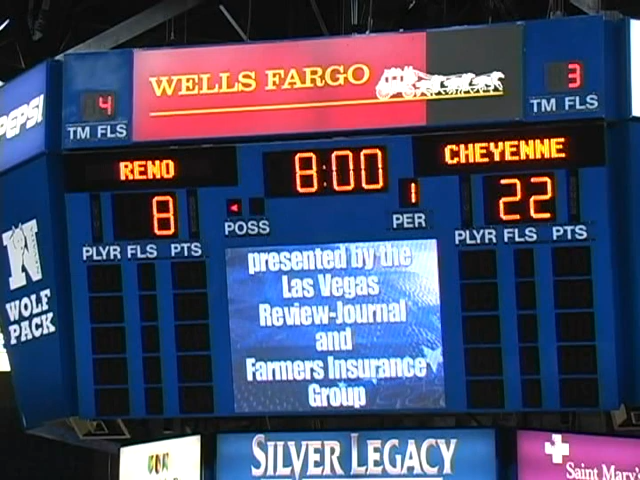 PEPSI
WELLS FARGO
4
TM FLS
3
TM FLS
RENO
8:00
CHEYENNE
8
POSS
1
PER
22
PLYR FLS PTS
PLYR FLS PTS
N
WOLF
PACK
presented by the
Las Vegas
Review-Journal
and
Farmers Insurance
Group
SILVER LEGACY
Saint Mary's